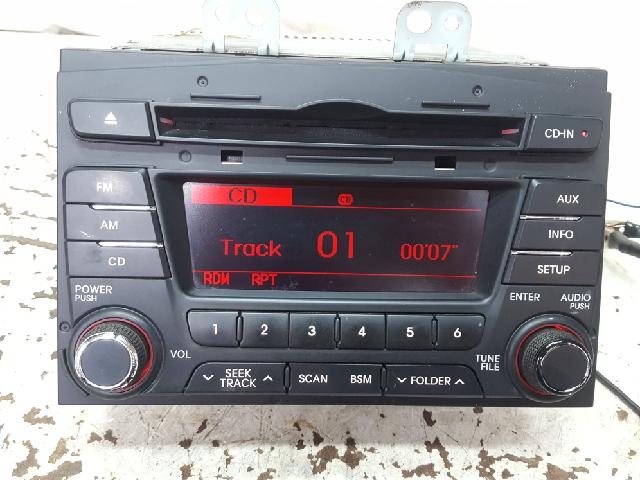 CD-IN
FM
AM
CD
CD
CD
Track 01 00'07"
RDM RPT
AUX
INFO
SETUP
POWER
PUSH
VOL
1 2 3 4 5 6
SEEK
TRACK
SCAN
BSM
FOLDER
ENTER
AUDIO
PUSH
TUNE
FILE